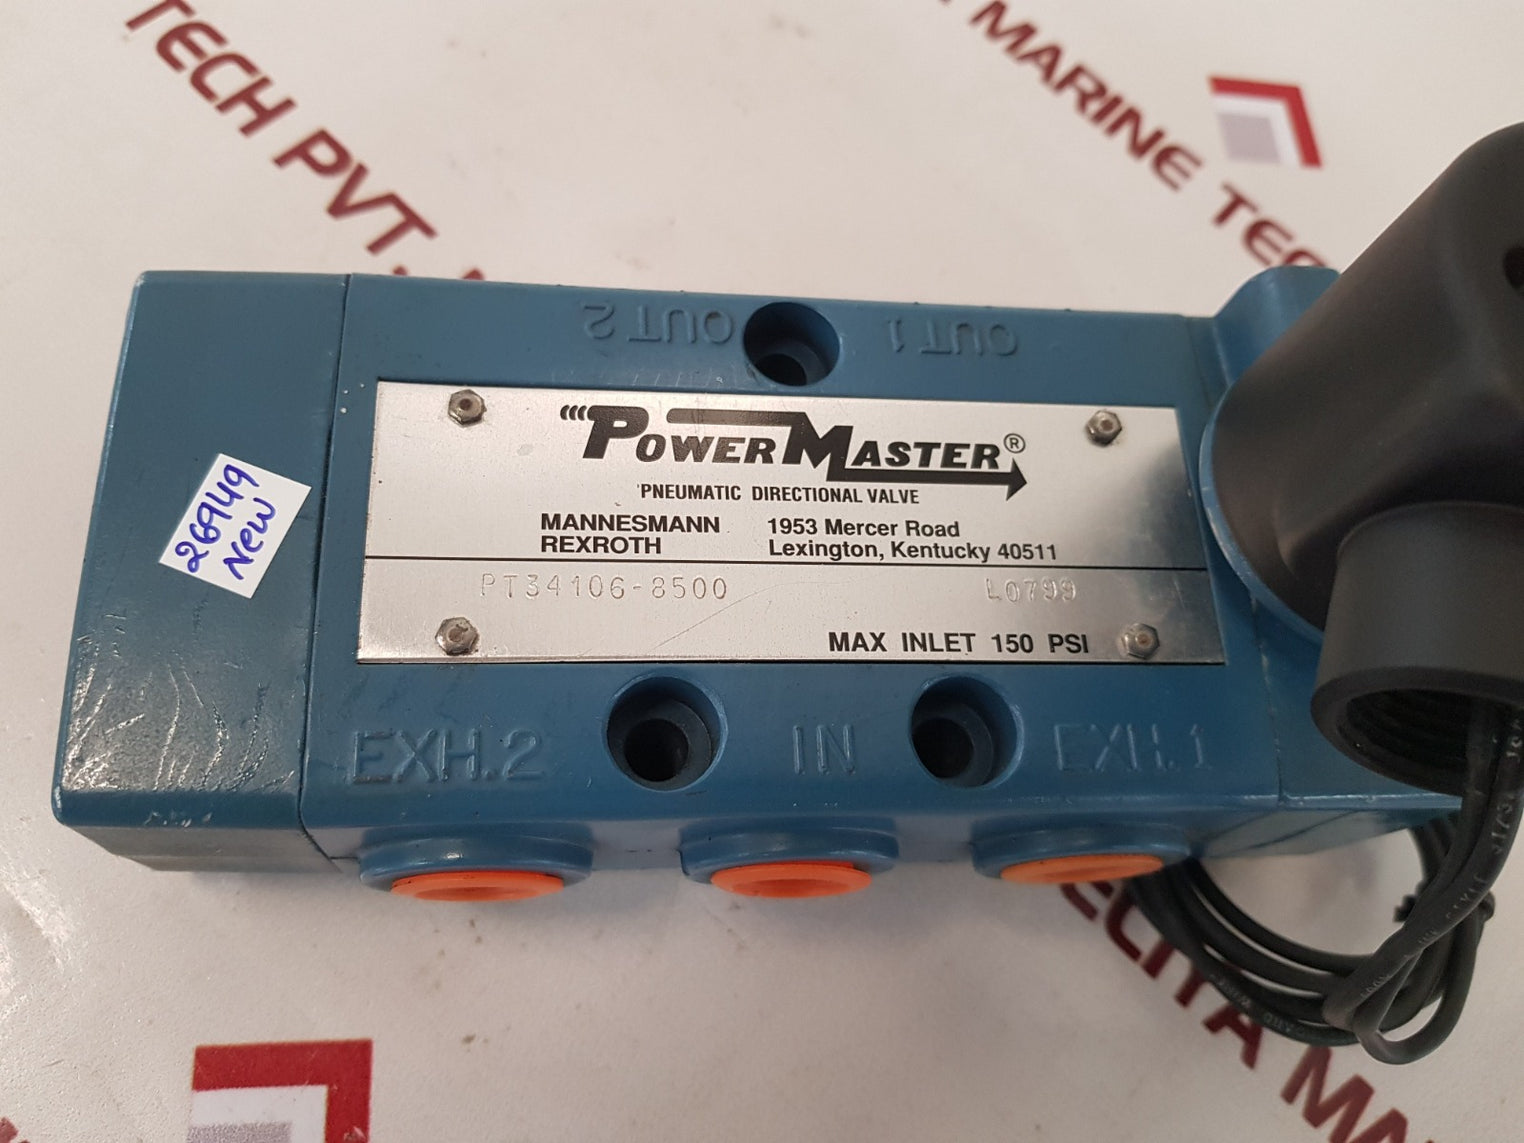 TECH PVT.
MARINE TEC
OUT 2
OUT 1
POWERMASTER®
PNEUMATIC DIRECTIONAL VALVE
MANNESMANN
REXROTH
1953 Mercer Road
Lexington, Kentucky 40511
PT34106-8500
L0799
MAX INLET 150 PSI
26949
New
EXH.2
IN
EXH.1